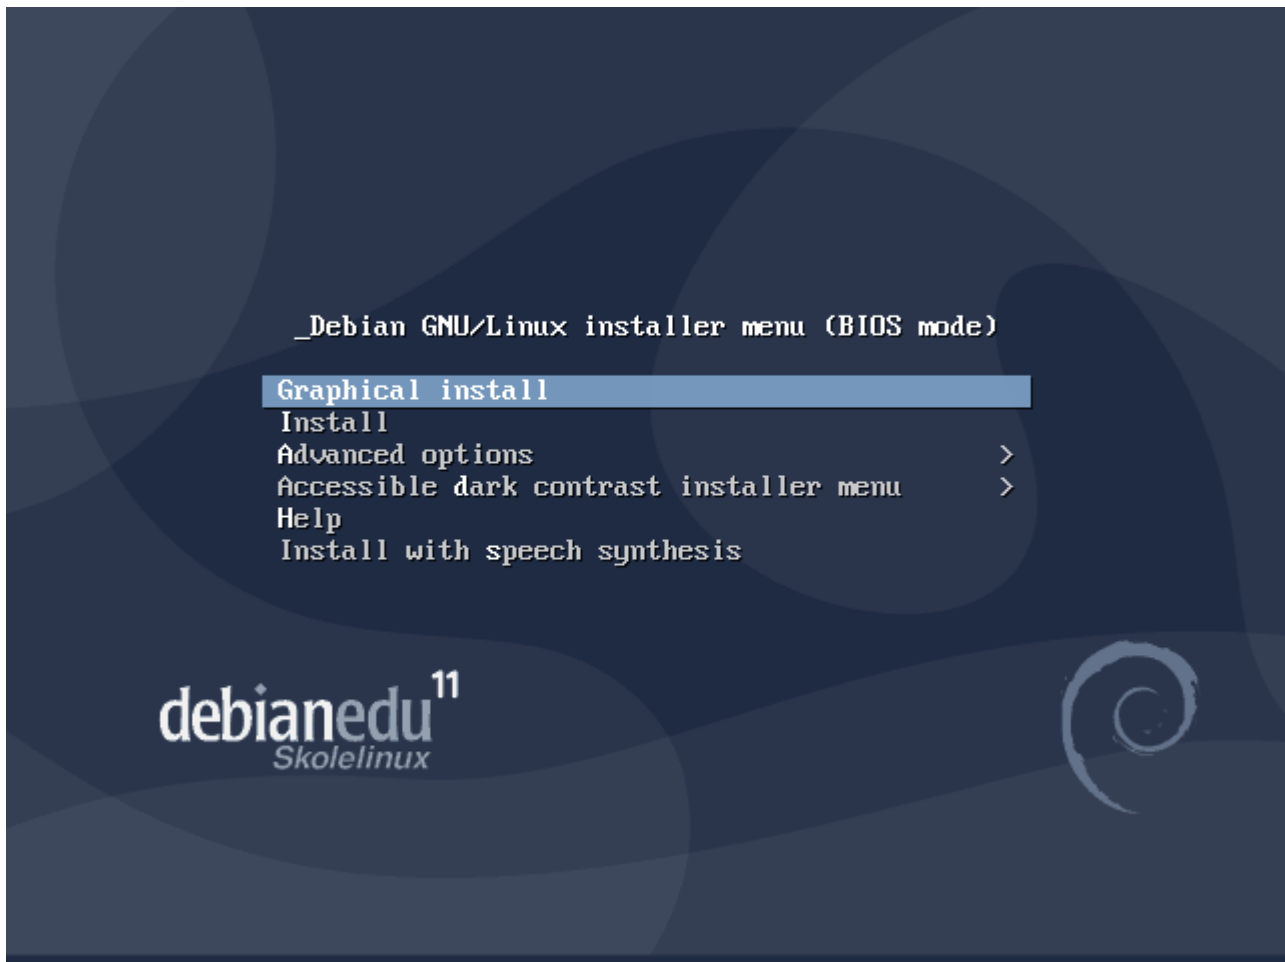 _Debian GNU/Linux installer menu (BIOS mode)
Graphical install
Install
Advanced options >
Accessible dark contrast installer menu >
Help
Install with speech synthesis
debianedu 11
Skolelinux